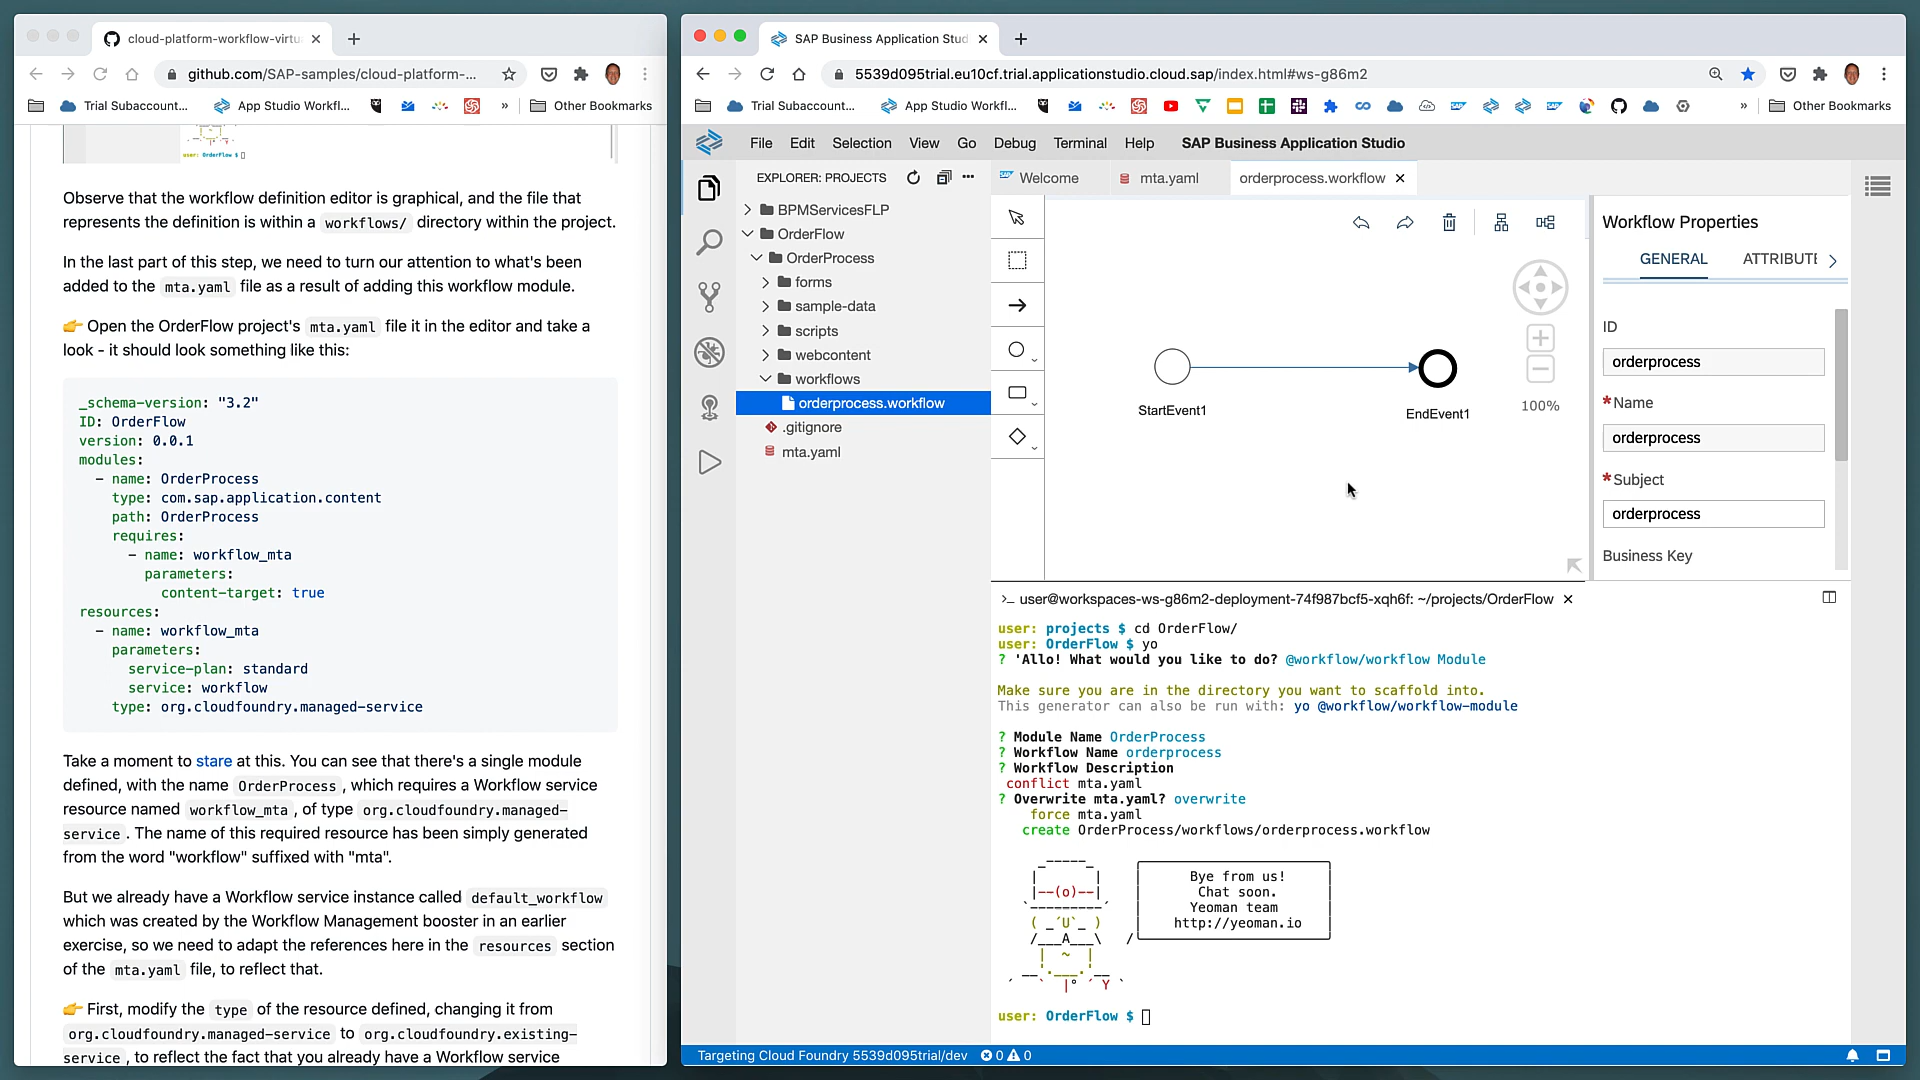 cloud-platform-workflow-virtu
github.com/SAP-samples/cloud-platform-...
Trial Subaccount...
App Studio Workfl...
»
Other Bookmarks
user: OrderFlow $
Observe that the workflow definition editor is graphical, and the file that
represents the definition is within a workflows/ directory within the project.
In the last part of this step, we need to turn our attention to what's been
added to the mta.yaml file as a result of adding this workflow module.
👉 Open the OrderFlow project's mta.yaml file it in the editor and take a
look - it should look something like this:
_schema-version: "3.2"
ID: OrderFlow
version: 0.0.1
modules:
- name: OrderProcess
type: com.sap.application.content
path: OrderProcess
requires:
- name: workflow_mta
parameters:
content-target: true
resources:
- name: workflow_mta
parameters:
service-plan: standard
service: workflow
type: org.cloudfoundry.managed-service
Take a moment to stare at this. You can see that there's a single module
defined, with the name OrderProcess, which requires a Workflow service
resource named workflow_mta, of type org.cloudfoundry.managed-
service. The name of this required resource has been simply generated
from the word "workflow" suffixed with "mta".
But we already have a Workflow service instance called default_workflow
which was created by the Workflow Management booster in an earlier
exercise, so we need to adapt the references here in the resources section
of the mta.yaml file, to reflect that.
👉 First, modify the type of the resource defined, changing it from
org.cloudfoundry.managed-service to org.cloudfoundry.existing-
service, to reflect the fact that you already have a Workflow service
SAP Business Application Stud
5539d095trial.eu10cf.trial.applicationstudio.cloud.sap/index.html#ws-g86m2
Trial Subaccount...
App Studio Workfl...
»
Other Bookmarks
File Edit Selection View Go Debug Terminal Help SAP Business Application Studio
EXPLORER: PROJECTS
BPMServicesFLP
OrderFlow
OrderProcess
forms
sample-data
scripts
webcontent
workflows
orderprocess.workflow
.gitignore
mta.yaml
Welcome
mta.yaml
orderprocess.workflow
StartEvent1
EndEvent1
100%
Workflow Properties
GENERAL
ATTRIBUTE
ID
orderprocess
*Name
orderprocess
*Subject
orderprocess
Business Key
>_ user@workspaces-ws-g86m2-deployment-74f987bcf5-xqh6f: ~/projects/OrderFlow
user: projects $ cd OrderFlow/
user: OrderFlow $ yo
? 'Allo! What would you like to do? @workflow/workflow Module
Make sure you are in the directory you want to scaffold into.
This generator can also be run with: yo @workflow/workflow-module
? Module Name OrderProcess
? Workflow Name orderprocess
? Workflow Description
conflict mta.yaml
? Overwrite mta.yaml? overwrite
force mta.yaml
create OrderProcess/workflows/orderprocess.workflow
Bye from us!
Chat soon.
Yeoman team
http://yeoman.io
user: OrderFlow $
Targeting Cloud Foundry 5539d095trial/dev 0 0